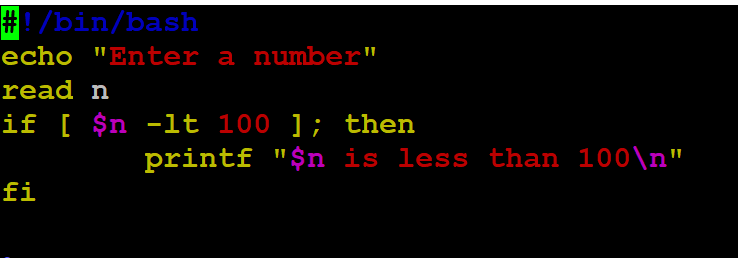 #!/bin/bash
echo "Enter a number"
read n
if [ $n -lt 100 ]; then
printf "$n is less than 100\n"
fi